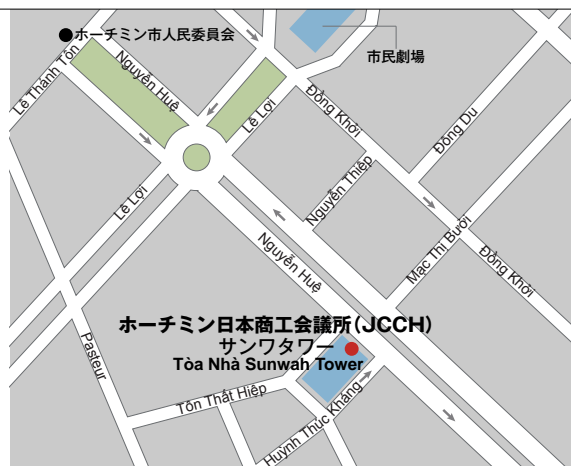 ホーチミン市人民委員会
市民劇場
Lê Thánh Tôn
Nguyễn Huệ
Lê Lợi
Đồng Khởi
Đông Du
Nguyễn Thiệp
Lê Lợi
Mạc Thị Bưởi
Đồng Khởi
Nguyễn Huệ
ホーチミン日本商工会議所(JCCH)
サンワタワー
Tòa Nhà Sunwah Tower
Pasteur
Tôn Thất Hiệp
Huỳnh Thúc Kháng